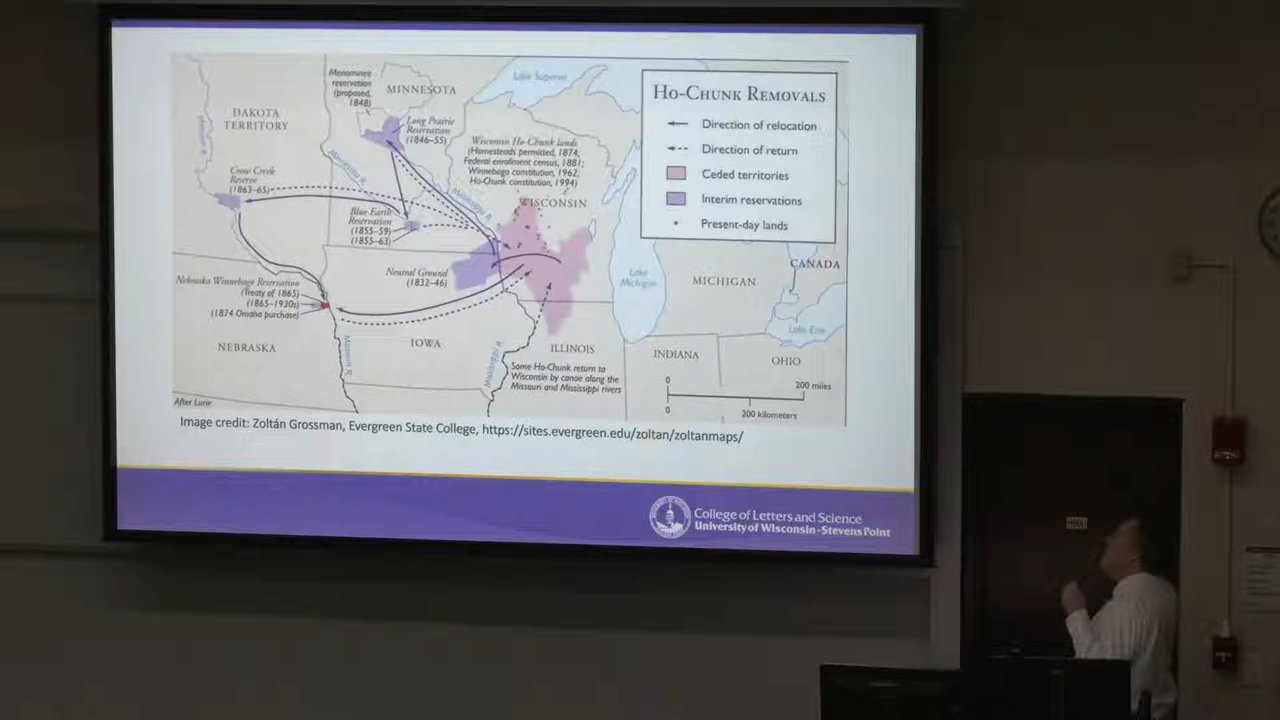 HO-CHUNK REMOVALS
Direction of relocation
Direction of return
Ceded territories
Interim reservations
Present-day lands
Menominee
reservation
(proposed,
1848)
MINNESOTA
Lake Superior
DAKOTA
TERRITORY
Long Prairie
Reservation
(1846–55)
Wisconsin Ho-Chunk lands
(Homesteads permitted, 1874;
Federal enrollment census, 1881;
Winnebago constitution, 1962;
Ho-Chunk constitution, 1994)
Minnesota R.
Mississippi R.
Crow Creek
Reserve
(1863–65)
WISCONSIN
Blue Earth
Reservation
(1855–59)
(1855–63)
Neutral Ground
(1832–46)
Nebraska Winnebago Reservation
(Treaty of 1865)
(1865–1930s)
(1874 Omaha purchase)
Lake
Michigan
MICHIGAN
CANADA
Lake Erie
NEBRASKA
Missouri R.
IOWA
Mississippi R.
ILLINOIS
INDIANA
OHIO
Some Ho-Chunk return to
Wisconsin by canoe along the
Missouri and Mississippi rivers
0
200 miles
0
200 kilometers
After Lurie
Image credit: Zoltán Grossman, Evergreen State College, https://sites.evergreen.edu/zoltan/zoltanmaps/
College of Letters and Science
University of Wisconsin-Stevens Point